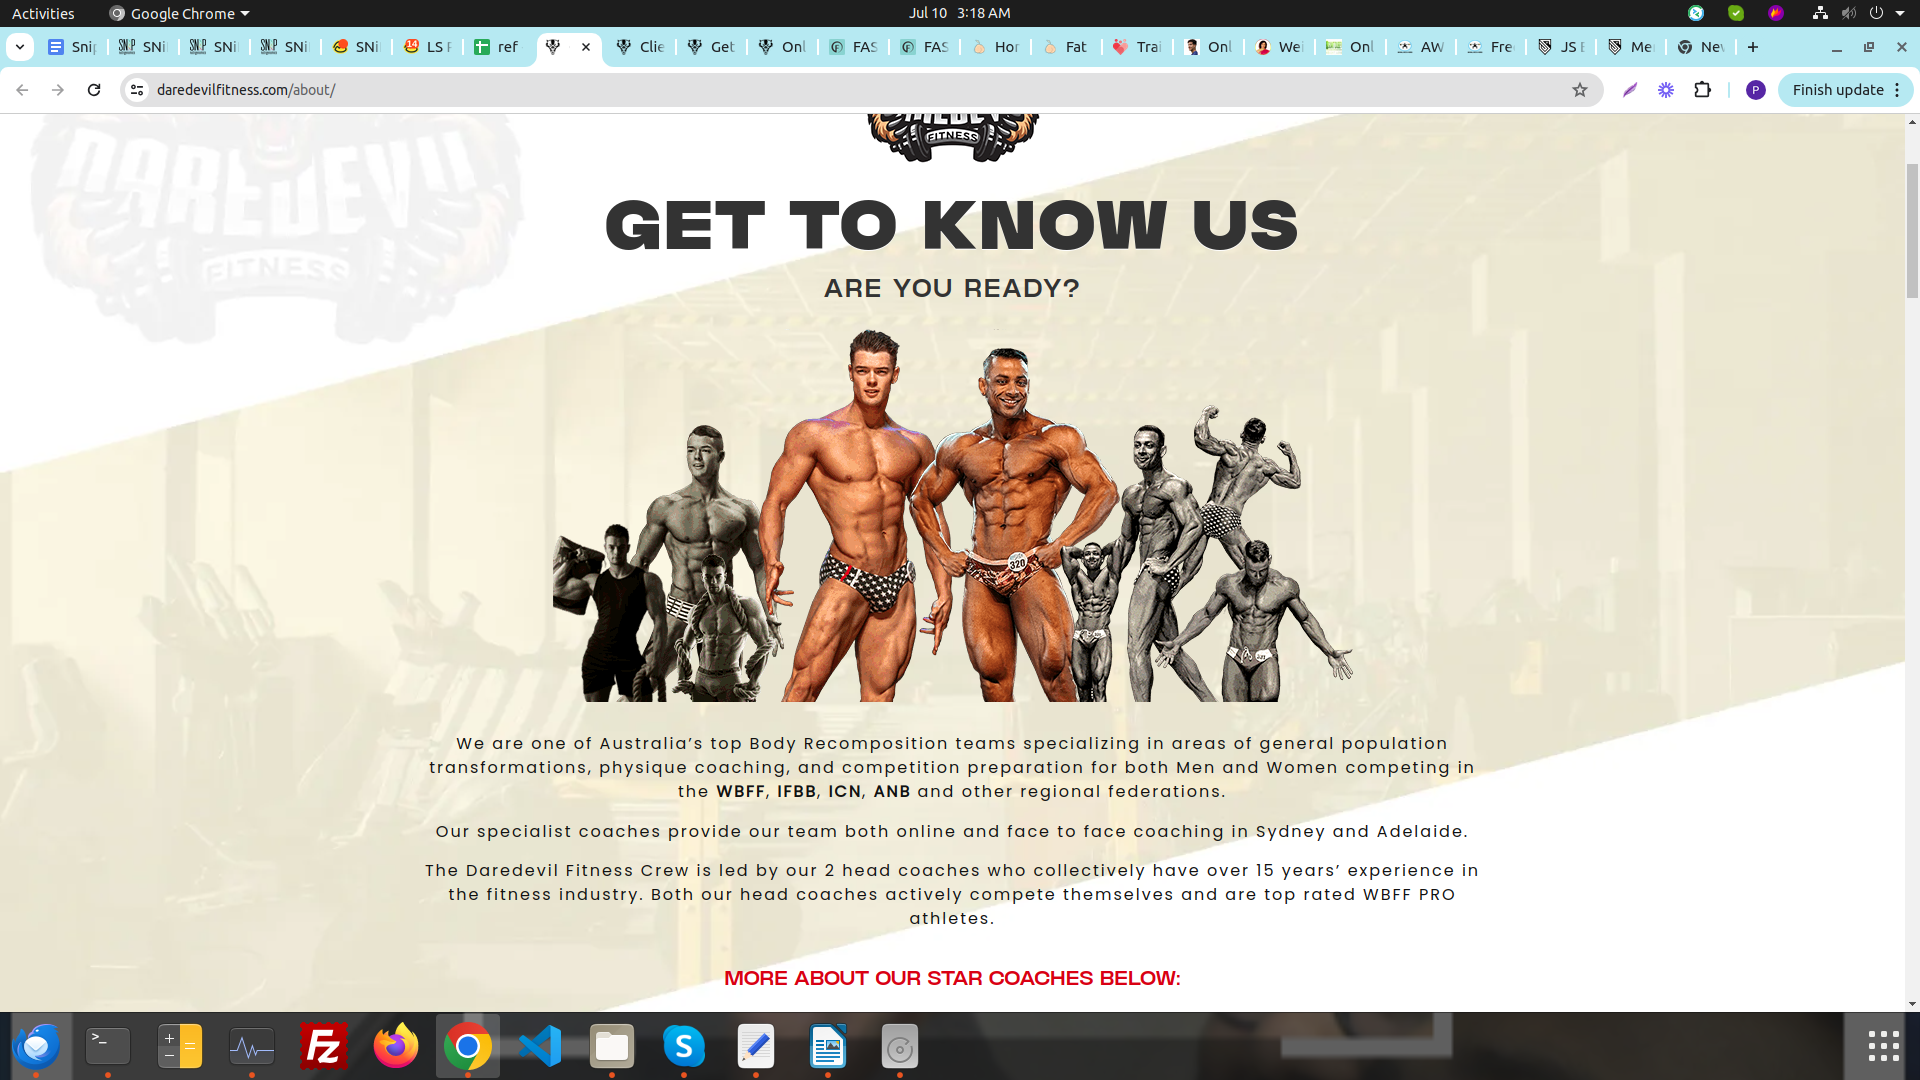 Activities
Google Chrome
Jul 10 3:18 AM
Snip
SNi
SNi
SNi
SNi
LS F
ref
Clie
Get
Onl
FAS
FAS
Hor
Fat
Trai
Onl
Wei
Onl
AW
Fre
JS E
Me
Nev
daredevilfitness.com/about/
P
Finish update
DAREDEVIL
FITNESS
DAREDEVIL
FITNESS
GET TO KNOW US
ARE YOU READY?
320
We are one of Australia’s top Body Recomposition teams specializing in areas of general population
transformations, physique coaching, and competition preparation for both Men and Women competing in
the WBFF, IFBB, ICN, ANB and other regional federations.
Our specialist coaches provide our team both online and face to face coaching in Sydney and Adelaide.
The Daredevil Fitness Crew is led by our 2 head coaches who collectively have over 15 years’ experience in
the fitness industry. Both our head coaches actively compete themselves and are top rated WBFF PRO
athletes.
MORE ABOUT OUR STAR COACHES BELOW: